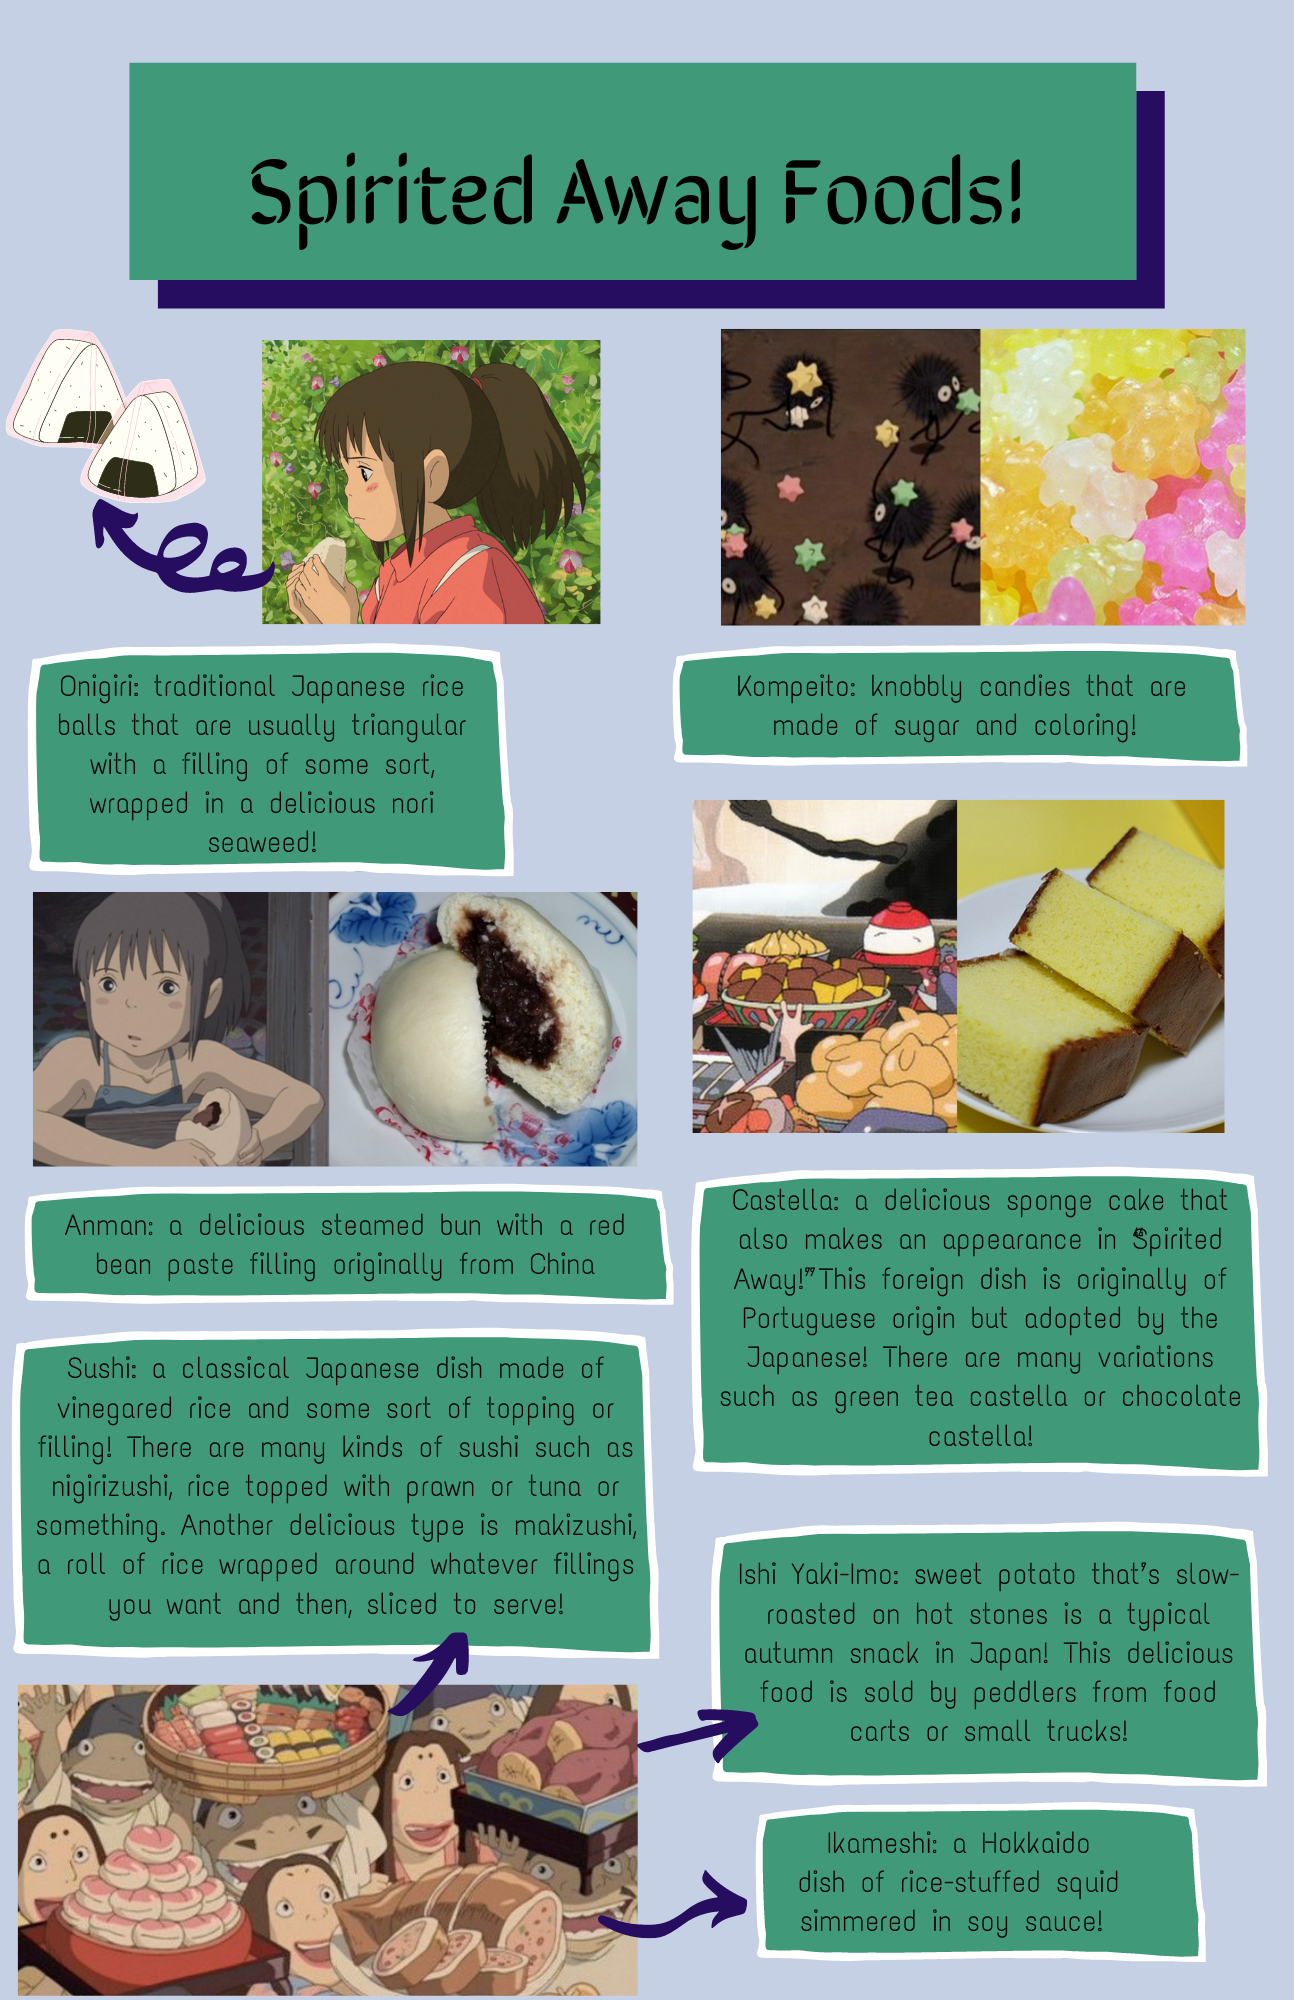 Spirited Away Foods!
Onigiri: traditional Japanese rice
balls that are usually triangular
with a filling of some sort,
wrapped in a delicious nori
seaweed!
Kompeito: knobbly candies that are
made of sugar and coloring!
Anman: a delicious steamed bun with a red
bean paste filling originally from China
Castella: a delicious sponge cake that
also makes an appearance in “Spirited
Away!” This foreign dish is originally of
Portuguese origin but adopted by the
Japanese! There are many variations
such as green tea castella or chocolate
castella!
Sushi: a classical Japanese dish made of
vinegared rice and some sort of topping or
filling! There are many kinds of sushi such as
nigirizushi, rice topped with prawn or tuna or
something. Another delicious type is makizushi,
a roll of rice wrapped around whatever fillings
you want and then, sliced to serve!
Ishi Yaki-Imo: sweet potato that's slow-
roasted on hot stones is a typical
autumn snack in Japan! This delicious
food is sold by peddlers from food
carts or small trucks!
Ikameshi: a Hokkaido
dish of rice-stuffed squid
simmered in soy sauce!